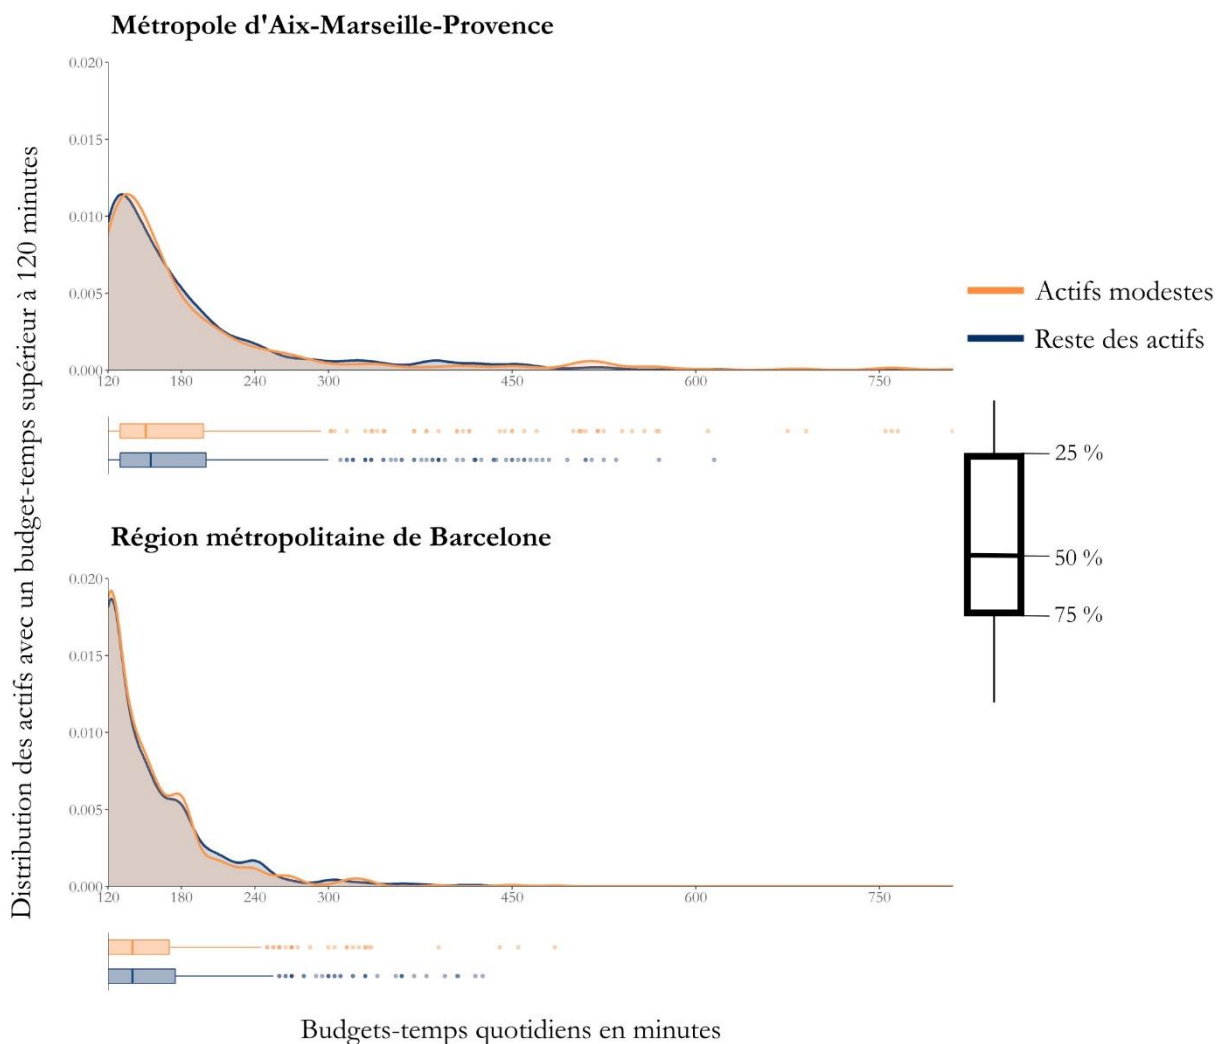 Métropole d'Aix-Marseille-Provence
Distribution des actifs avec un budget-temps supérieur à 120 minutes
0.020
0.015
0.010
0.005
0.000
120 180 240 300 450 600 750
Actifs modestes
Reste des actifs
25 %
50 %
75 %
Région métropolitaine de Barcelone
0.020
0.015
0.010
0.005
0.000
120 180 240 300 450 600 750
Budgets-temps quotidiens en minutes